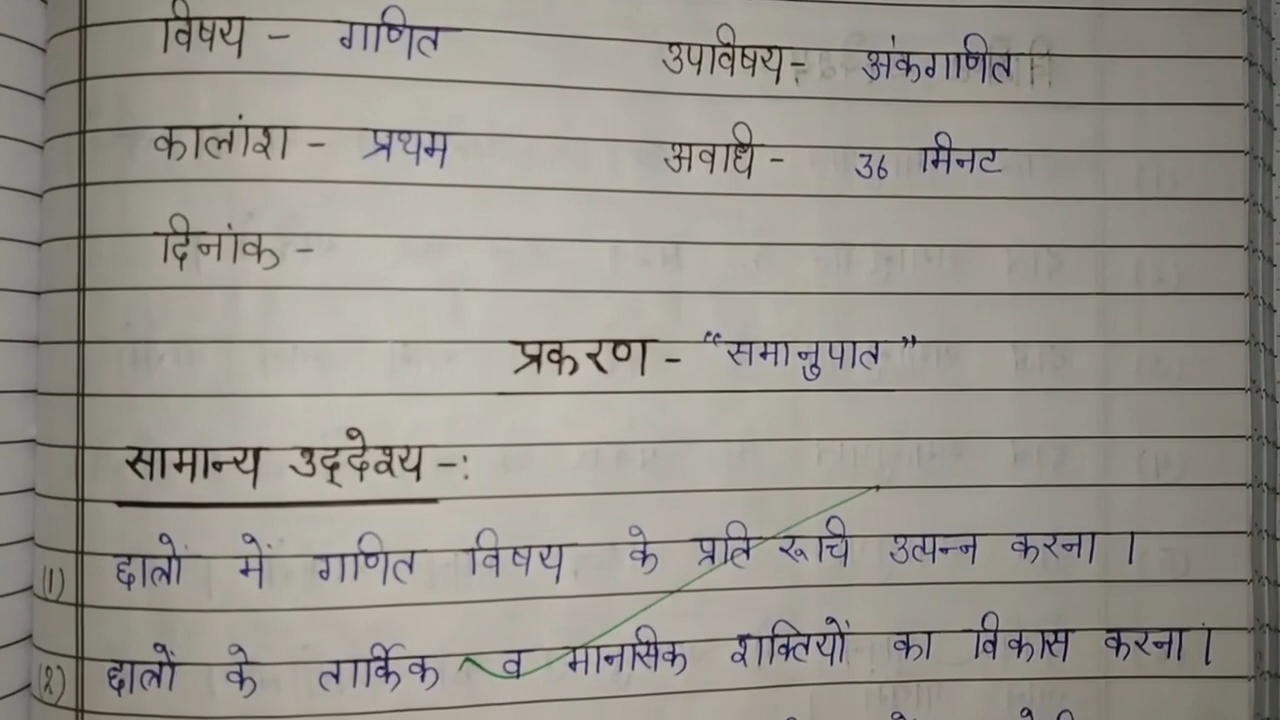 विषय - गणित उपविषय - अंकगणित
कालांश - प्रथम अवधि - 36 मिनट
दिनांक -
प्रकरण - “समानुपात”
सामान्य उद्देश्य -:
(1) छात्रों में गणित विषय के प्रति रूचि उत्पन्न करना ।
(2) छात्रों के तार्किक व मानसिक शक्तियों का विकास करना ।